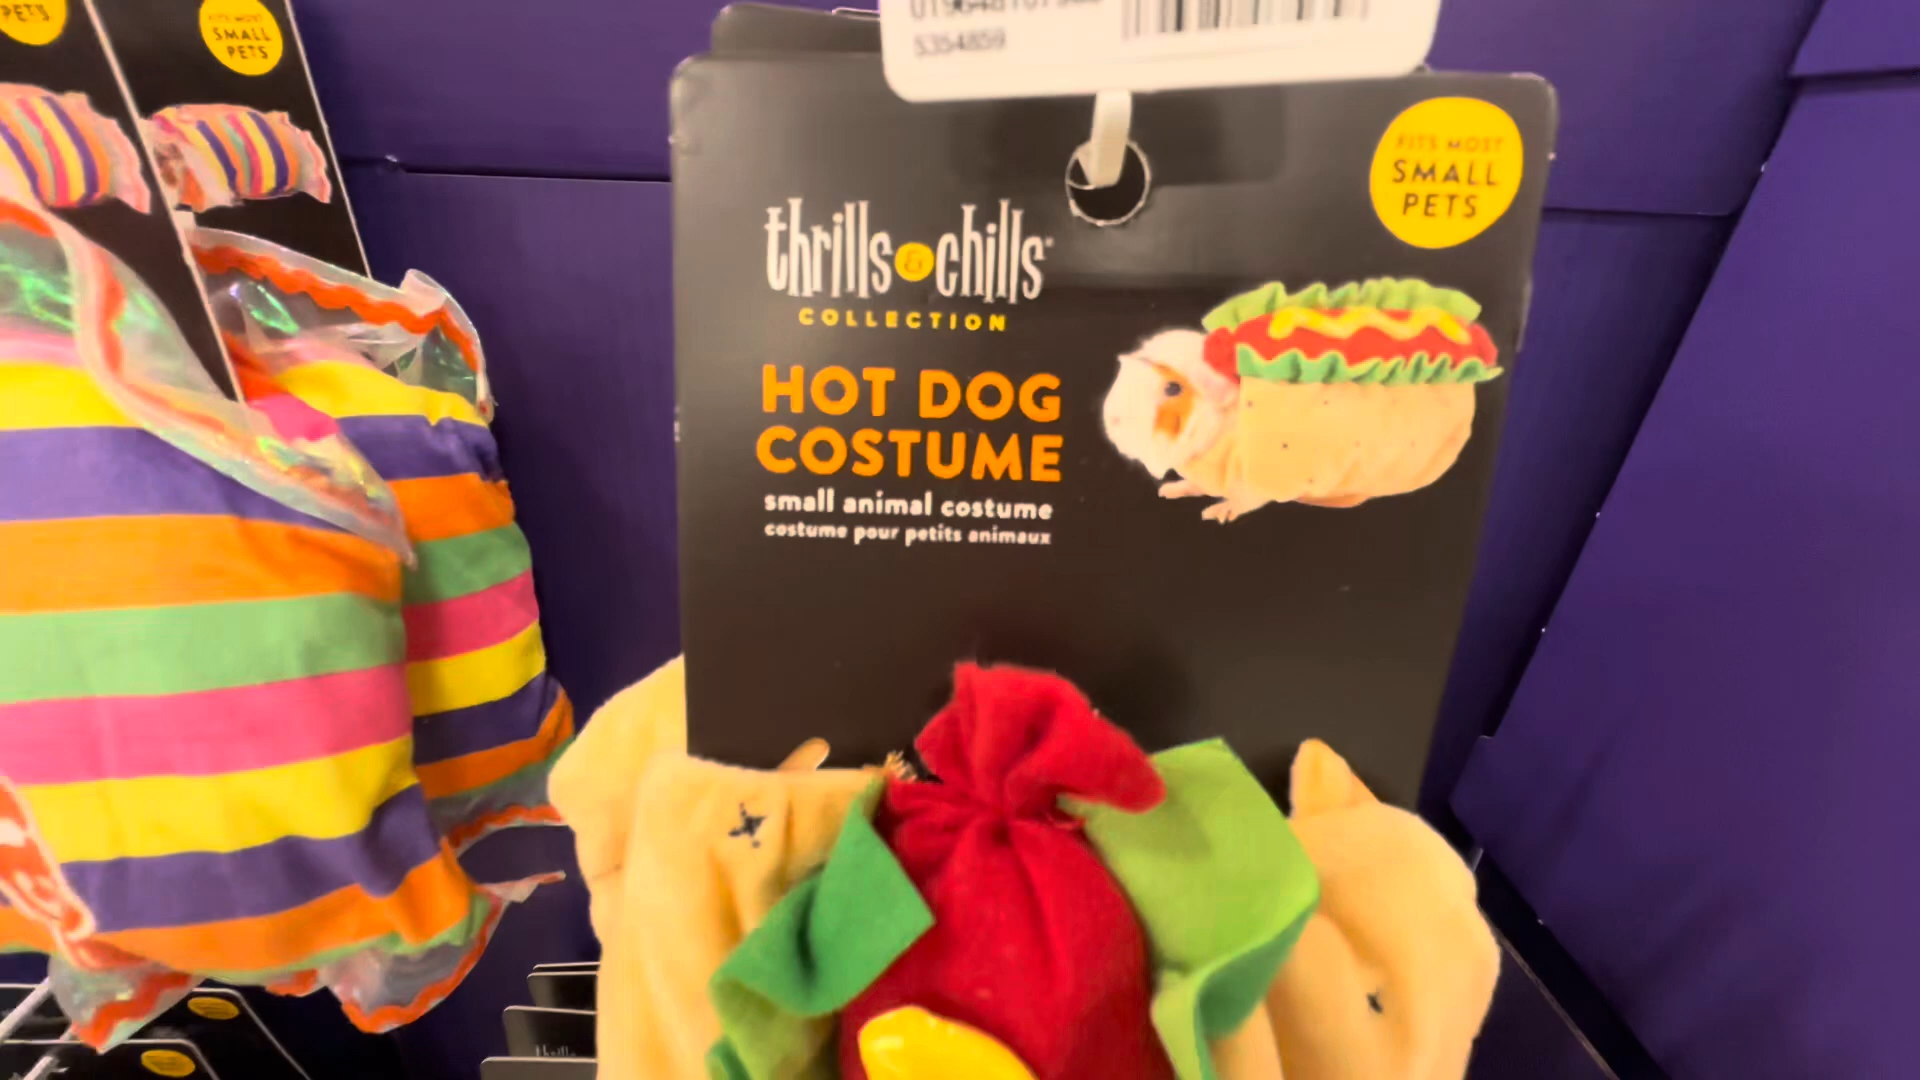 PETS
FITS MOST
SMALL
PETS
5354859
FITS MOST
SMALL
PETS
thrills & chills
COLLECTION
HOT DOG
COSTUME
small animal costume
costume pour petits animaux